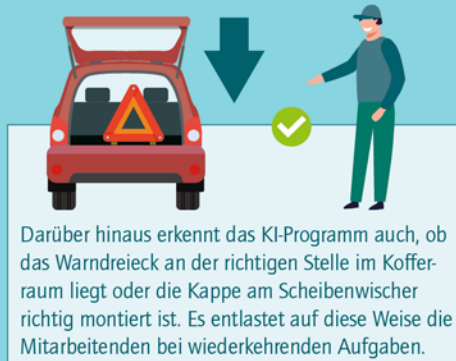 Darüber hinaus erkennt das KI-Programm auch, ob
das Warndreieck an der richtigen Stelle im Koffer-
raum liegt oder die Kappe am Scheibenwischer
richtig montiert ist. Es entlastet auf diese Weise die
Mitarbeitenden bei wiederkehrenden Aufgaben.